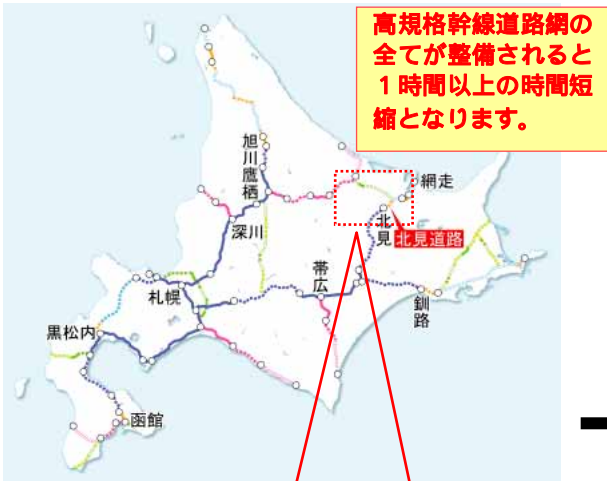 高規格幹線道路網の
全てが整備されると
１時間以上の時間短
縮となります。
旭川鷹栖
網走
北見
北見道路
深川
帯広
札幌
釧路
黒松内
函館